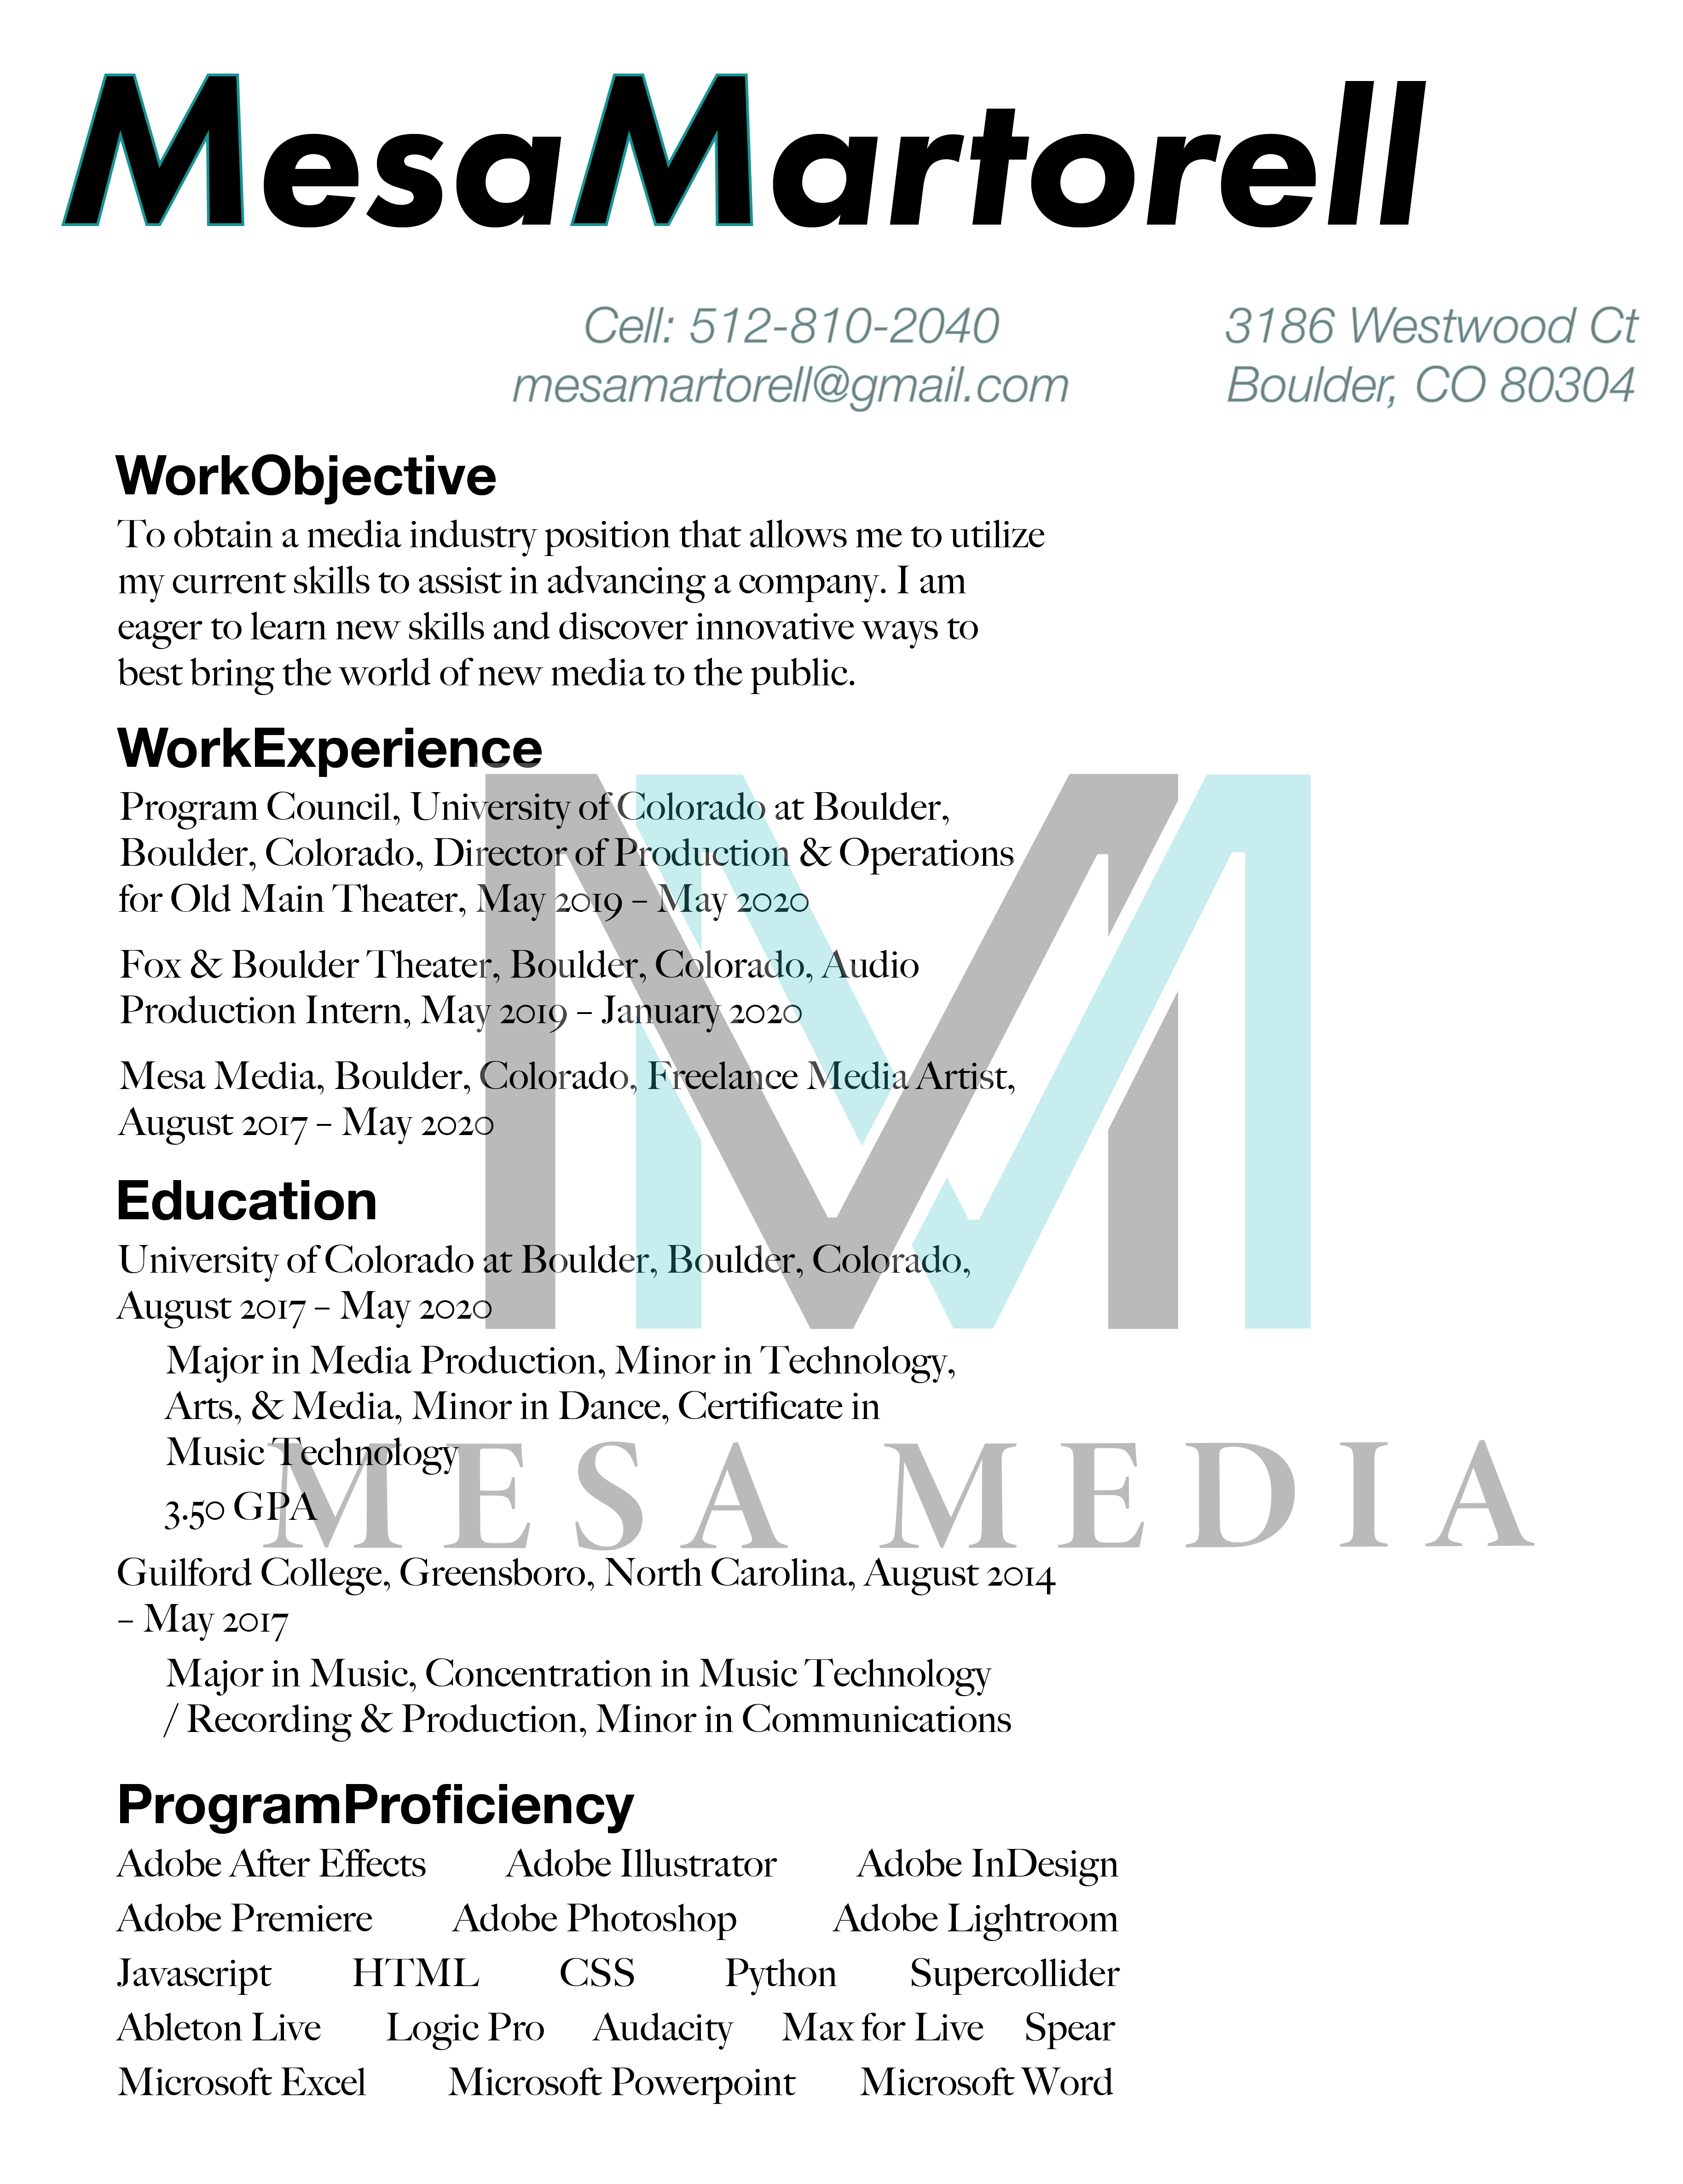 MesaMartorell
Cell: 512-810-2040
mesamartorell@gmail.com
3186 Westwood Ct
Boulder, CO 80304
WorkObjective
To obtain a media industry position that allows me to utilize
my current skills to assist in advancing a company. I am
eager to learn new skills and discover innovative ways to
best bring the world of new media to the public.
WorkExperience
Program Council, University of Colorado at Boulder,
Boulder, Colorado, Director of Production & Operations
for Old Main Theater, May 2019 – May 2020
Fox & Boulder Theater, Boulder, Colorado, Audio
Production Intern, May 2019 – January 2020
Mesa Media, Boulder, Colorado, Freelance Media Artist,
August 2017 – May 2020
Education
University of Colorado at Boulder, Boulder, Colorado,
August 2017 – May 2020
Major in Media Production, Minor in Technology,
Arts, & Media, Minor in Dance, Certificate in
Music Technology
3.50 GPA
MM
MESA MEDIA
Guilford College, Greensboro, North Carolina, August 2014
– May 2017
Major in Music, Concentration in Music Technology
/ Recording & Production, Minor in Communications
ProgramProficiency
Adobe After Effects Adobe Illustrator Adobe InDesign
Adobe Premiere Adobe Photoshop Adobe Lightroom
Javascript HTML CSS Python Supercollider
Ableton Live Logic Pro Audacity Max for Live Spear
Microsoft Excel Microsoft Powerpoint Microsoft Word